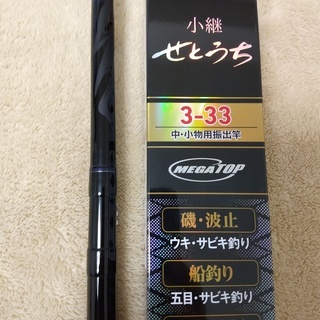 小継
せとうち
3-33
中・小物用振出竿
MEGATOP
磯・波止
ウキ・サビキ釣り
船釣り
五目・サビキ釣り